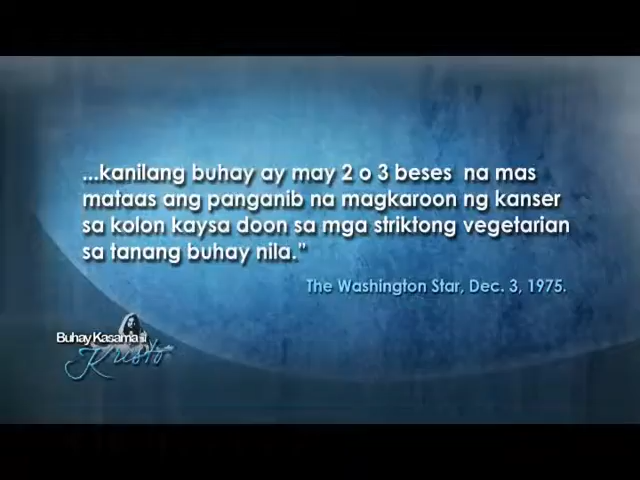 ...kanilang buhay ay may 2 o 3 beses na mas
mataas ang panganib na magkaroon ng kanser
sa kolon kaysa doon sa mga striktong vegetarian
sa tanang buhay nila."
The Washington Star, Dec. 3, 1975.
Buhay Kasama si
Kristo